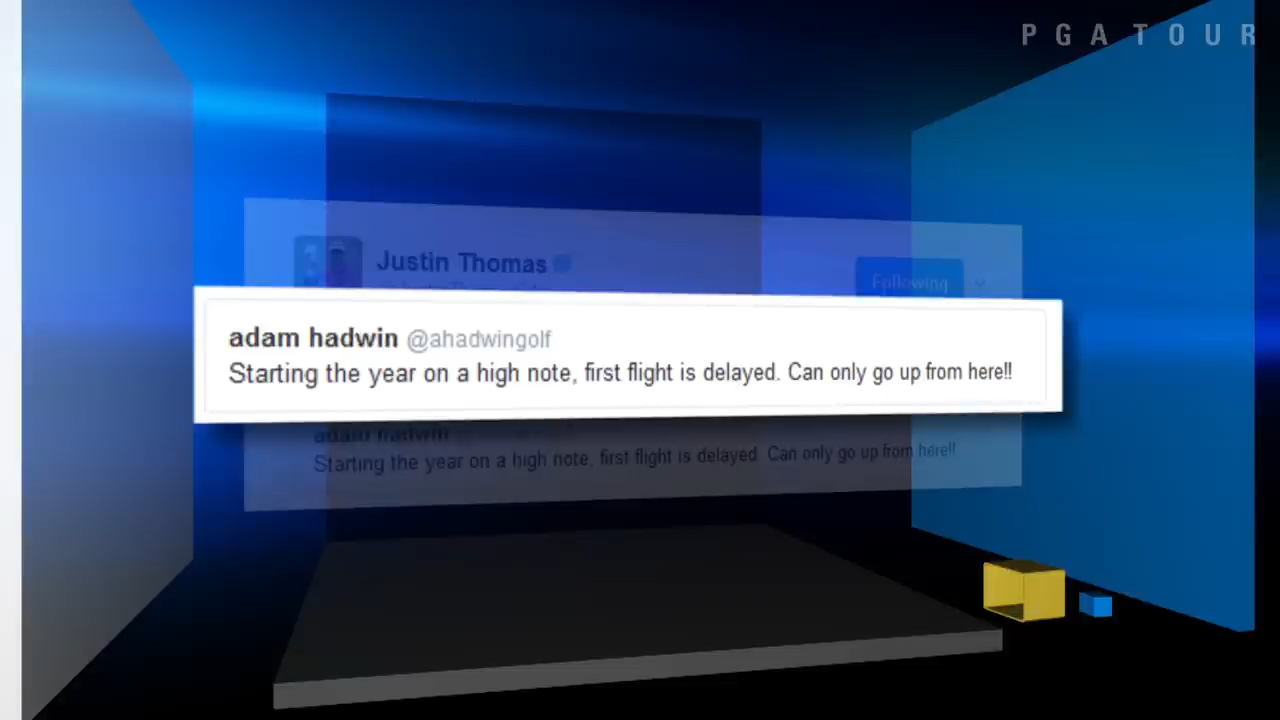 PGATOUR
Justin Thomas
Following
adam hadwin @ahadwingolf
Starting the year on a high note, first flight is delayed. Can only go up from here!!
adam hadwin
Starting the year on a high note, first flight is delayed. Can only go up from here!!